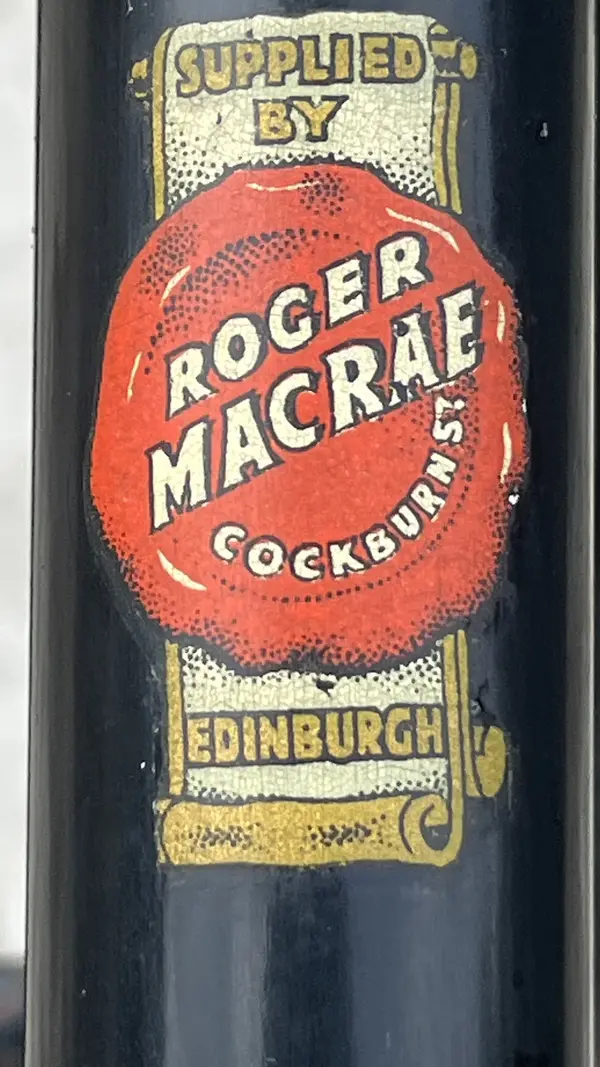 SUPPLIED
BY
ROGER
MACRAE
COCKBURN ST.
EDINBURGH